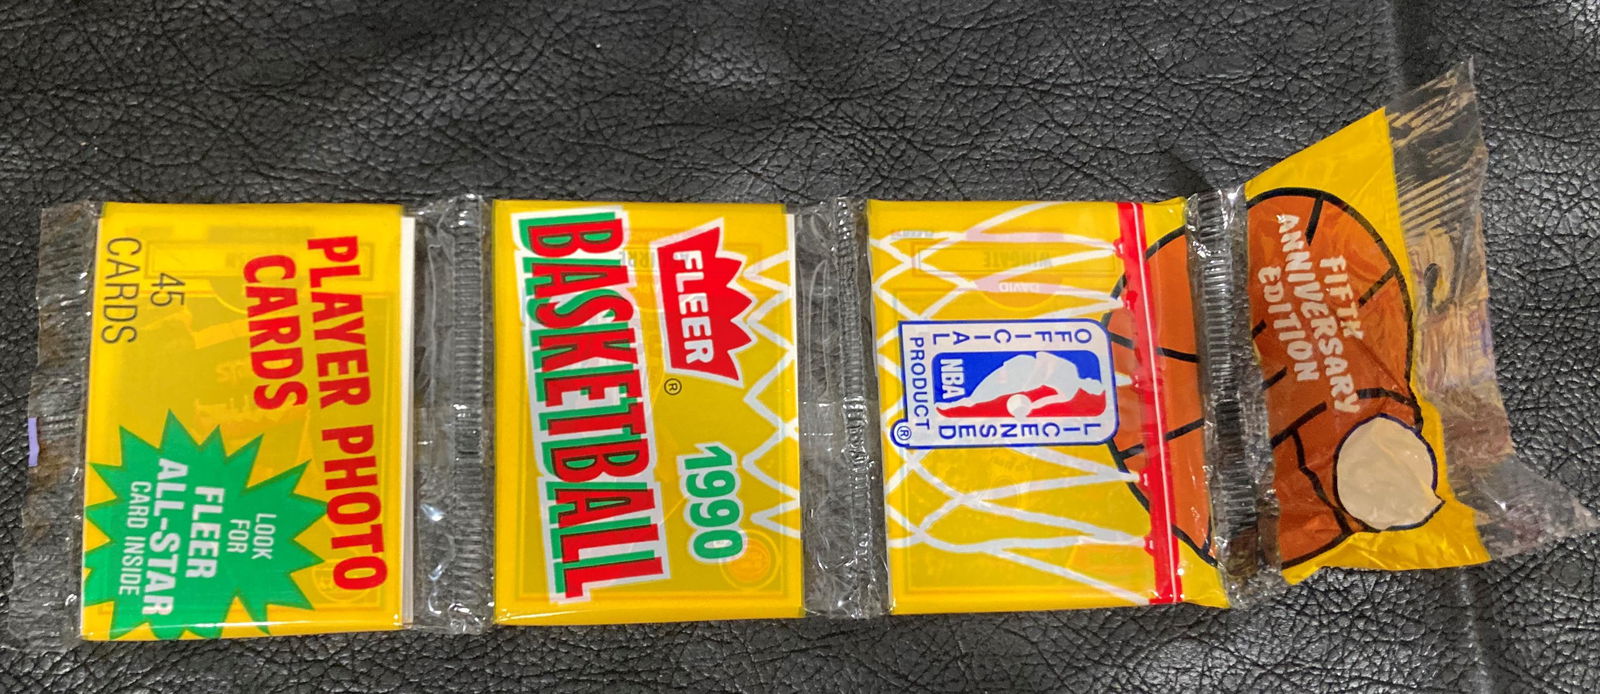 FIFTH
ANNIVERSARY
EDITION
OFFICIAL
LICENSED
NBA
PRODUCT ®
DAVID
WINGATE
FLEER ®
1990
BASKETBALL
PLAYER PHOTO
CARDS
45
CARDS
LOOK
FOR
FLEER
ALL-STAR
CARD INSIDE